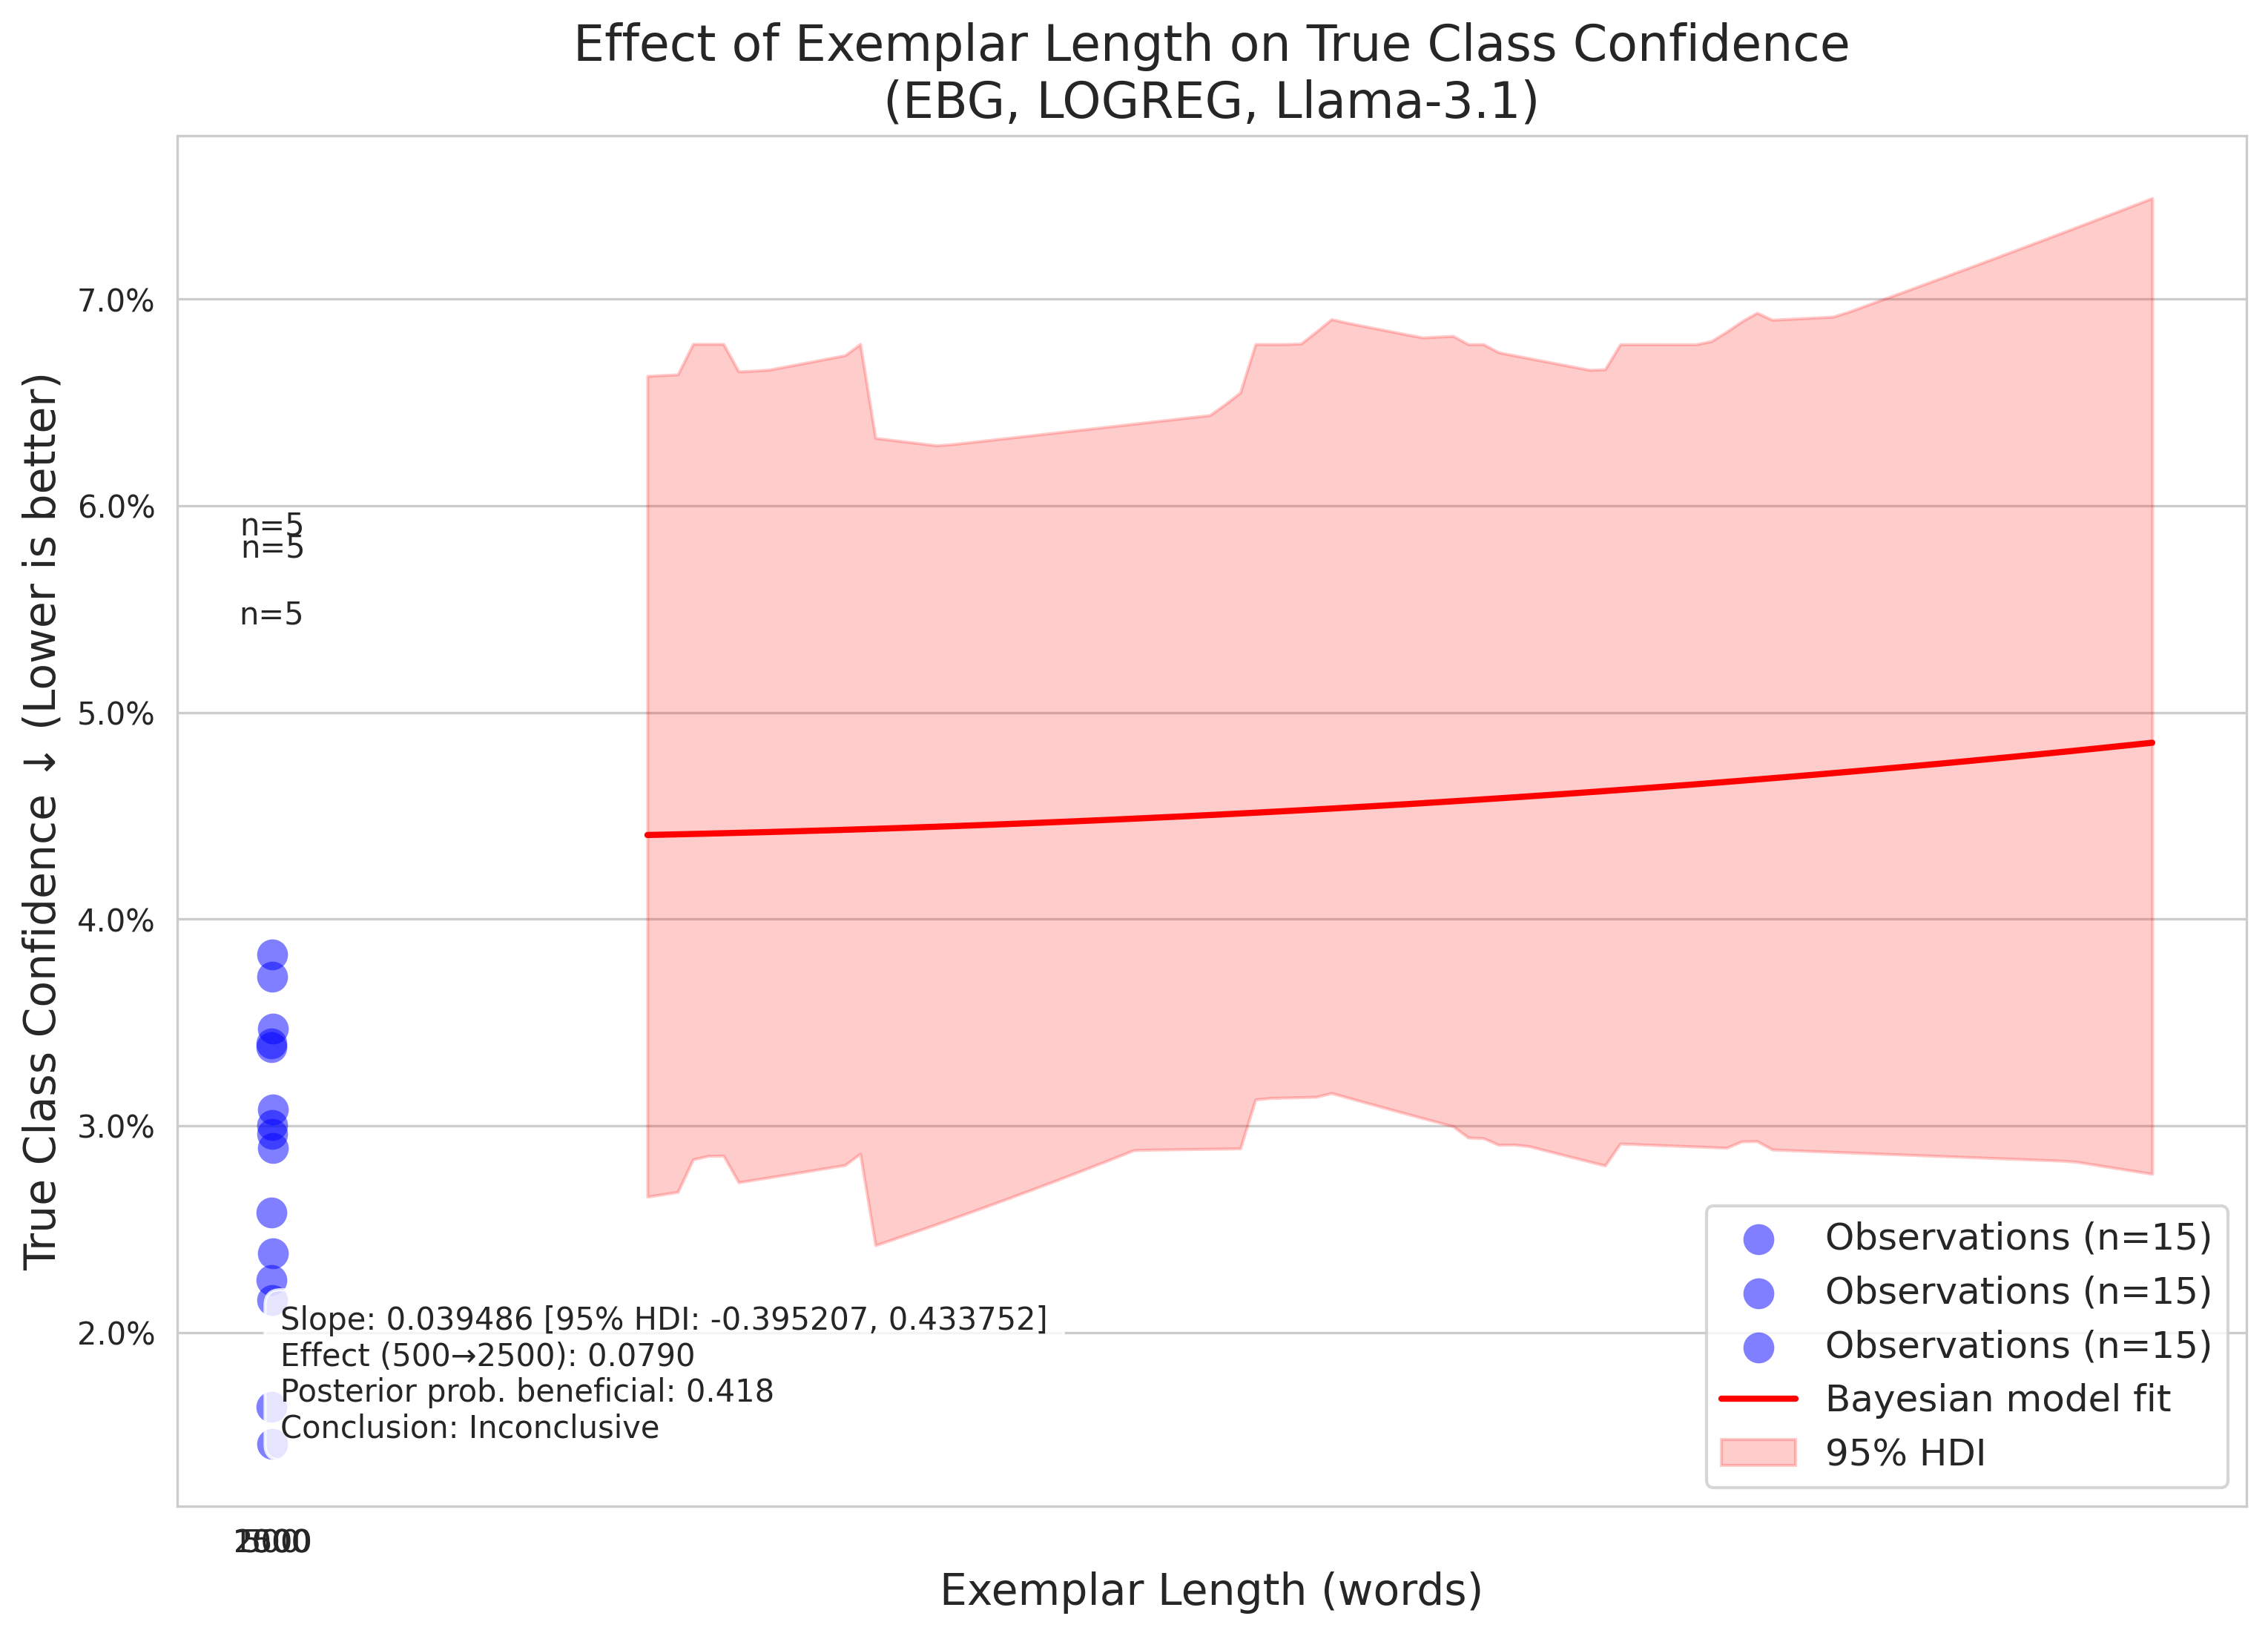 Effect of Exemplar Length on True Class Confidence
(EBG, LOGREG, Llama-3.1)
True Class Confidence ↓ (Lower is better)
7.0%
6.0%
5.0%
4.0%
3.0%
2.0%
n=5
n=5
n=5
Slope: 0.039486 [95% HDI: -0.395207, 0.433752]
Effect (500→2500): 0.0790
Posterior prob. beneficial: 0.418
Conclusion: Inconclusive
Observations (n=15)
Observations (n=15)
Observations (n=15)
Bayesian model fit
95% HDI
Exemplar Length (words)